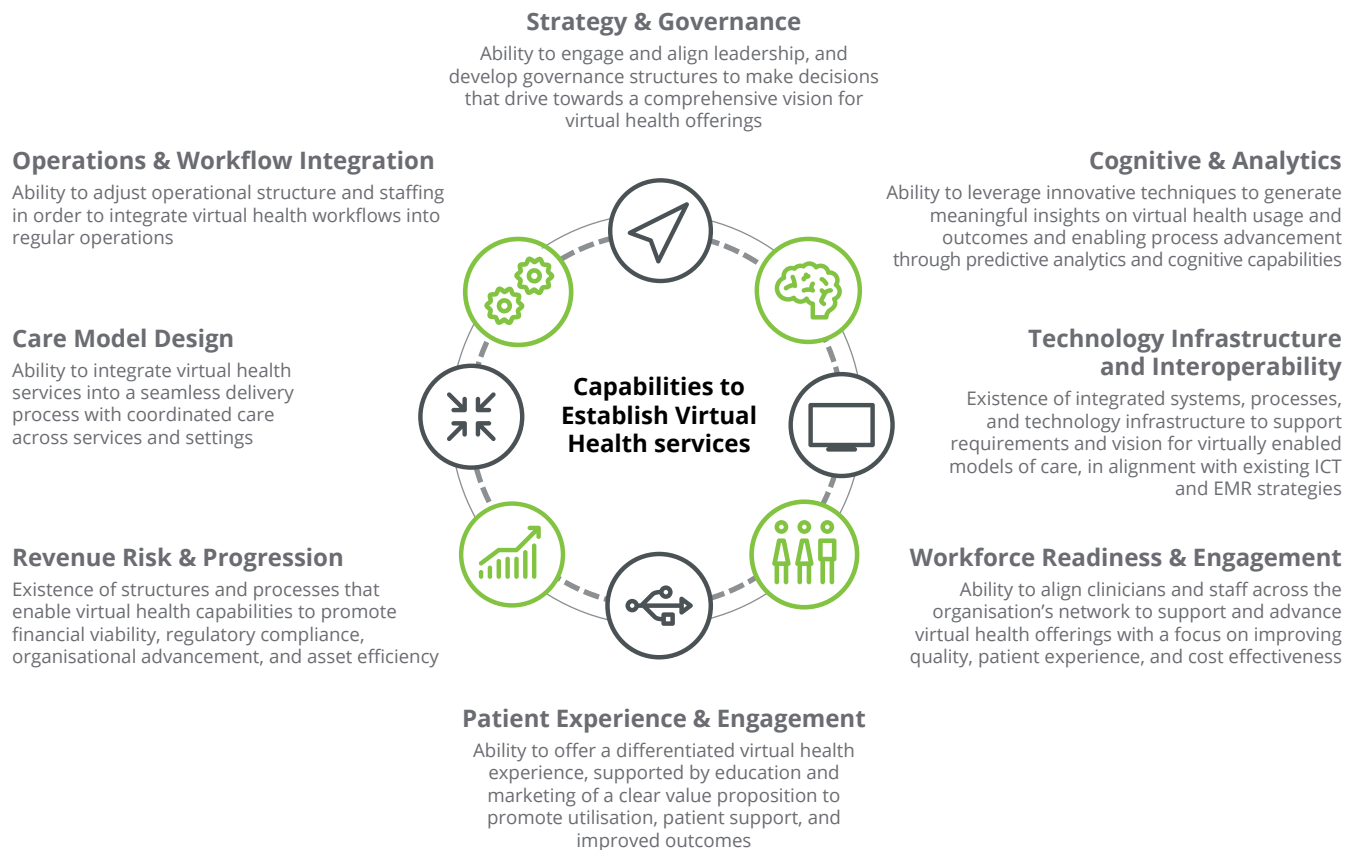 Strategy & Governance
Ability to engage and align leadership, and
develop governance structures to make decisions
that drive towards a comprehensive vision for
virtual health offerings
Operations & Workflow Integration
Ability to adjust operational structure and staffing
in order to integrate virtual health workflows into
regular operations
Cognitive & Analytics
Ability to leverage innovative techniques to generate
meaningful insights on virtual health usage and
outcomes and enabling process advancement
through predictive analytics and cognitive capabilities
Care Model Design
Ability to integrate virtual health
services into a seamless delivery
process with coordinated care
across services and settings
Capabilities to
Establish Virtual
Health services
Technology Infrastructure
and Interoperability
Existence of integrated systems, processes,
and technology infrastructure to support
requirements and vision for virtually enabled
models of care, in alignment with existing ICT
and EMR strategies
Revenue Risk & Progression
Existence of structures and processes that
enable virtual health capabilities to promote
financial viability, regulatory compliance,
organisational advancement, and asset efficiency
Workforce Readiness & Engagement
Ability to align clinicians and staff across the
organisation's network to support and advance
virtual health offerings with a focus on improving
quality, patient experience, and cost effectiveness
Patient Experience & Engagement
Ability to offer a differentiated virtual health
experience, supported by education and
marketing of a clear value proposition to
promote utilisation, patient support, and
improved outcomes